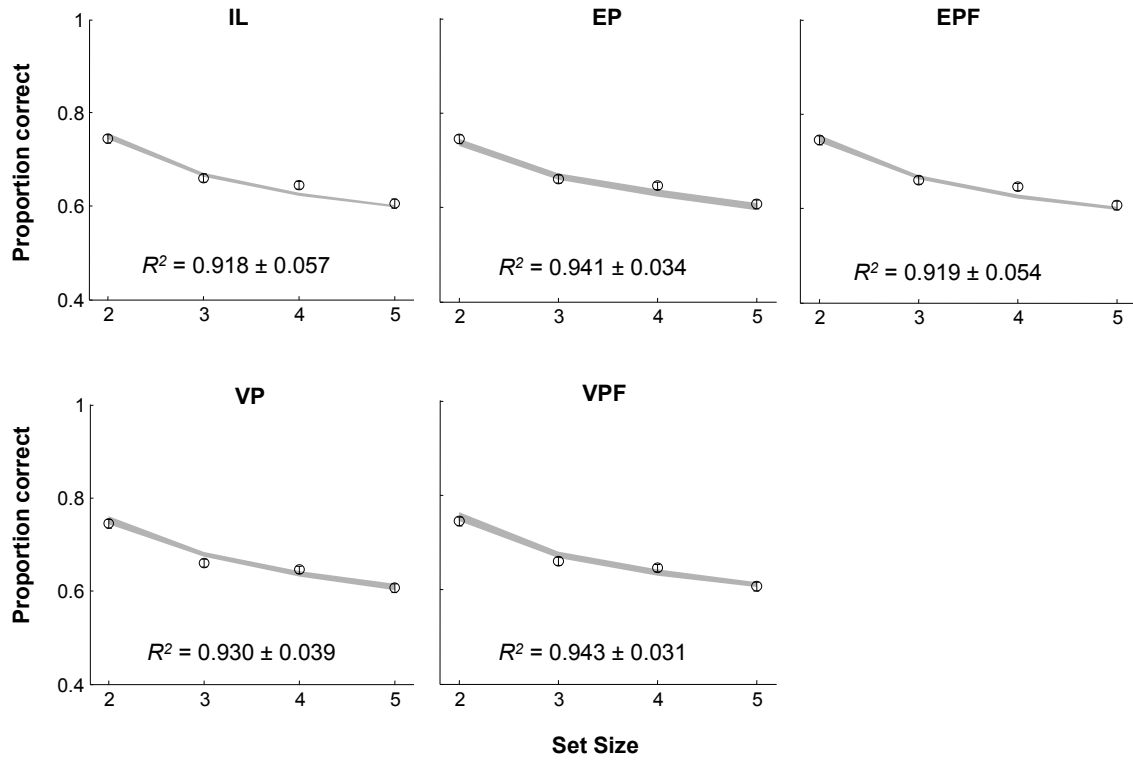 IL
EP
EPF
Proportion correct
1
0.8
0.6
0.4
R² = 0.918 ± 0.057
R² = 0.941 ± 0.034
R² = 0.919 ± 0.054
2 3 4 5
2 3 4 5
2 3 4 5
VP
VPF
Proportion correct
1
0.8
0.6
0.4
R² = 0.930 ± 0.039
R² = 0.943 ± 0.031
2 3 4 5
2 3 4 5
Set Size